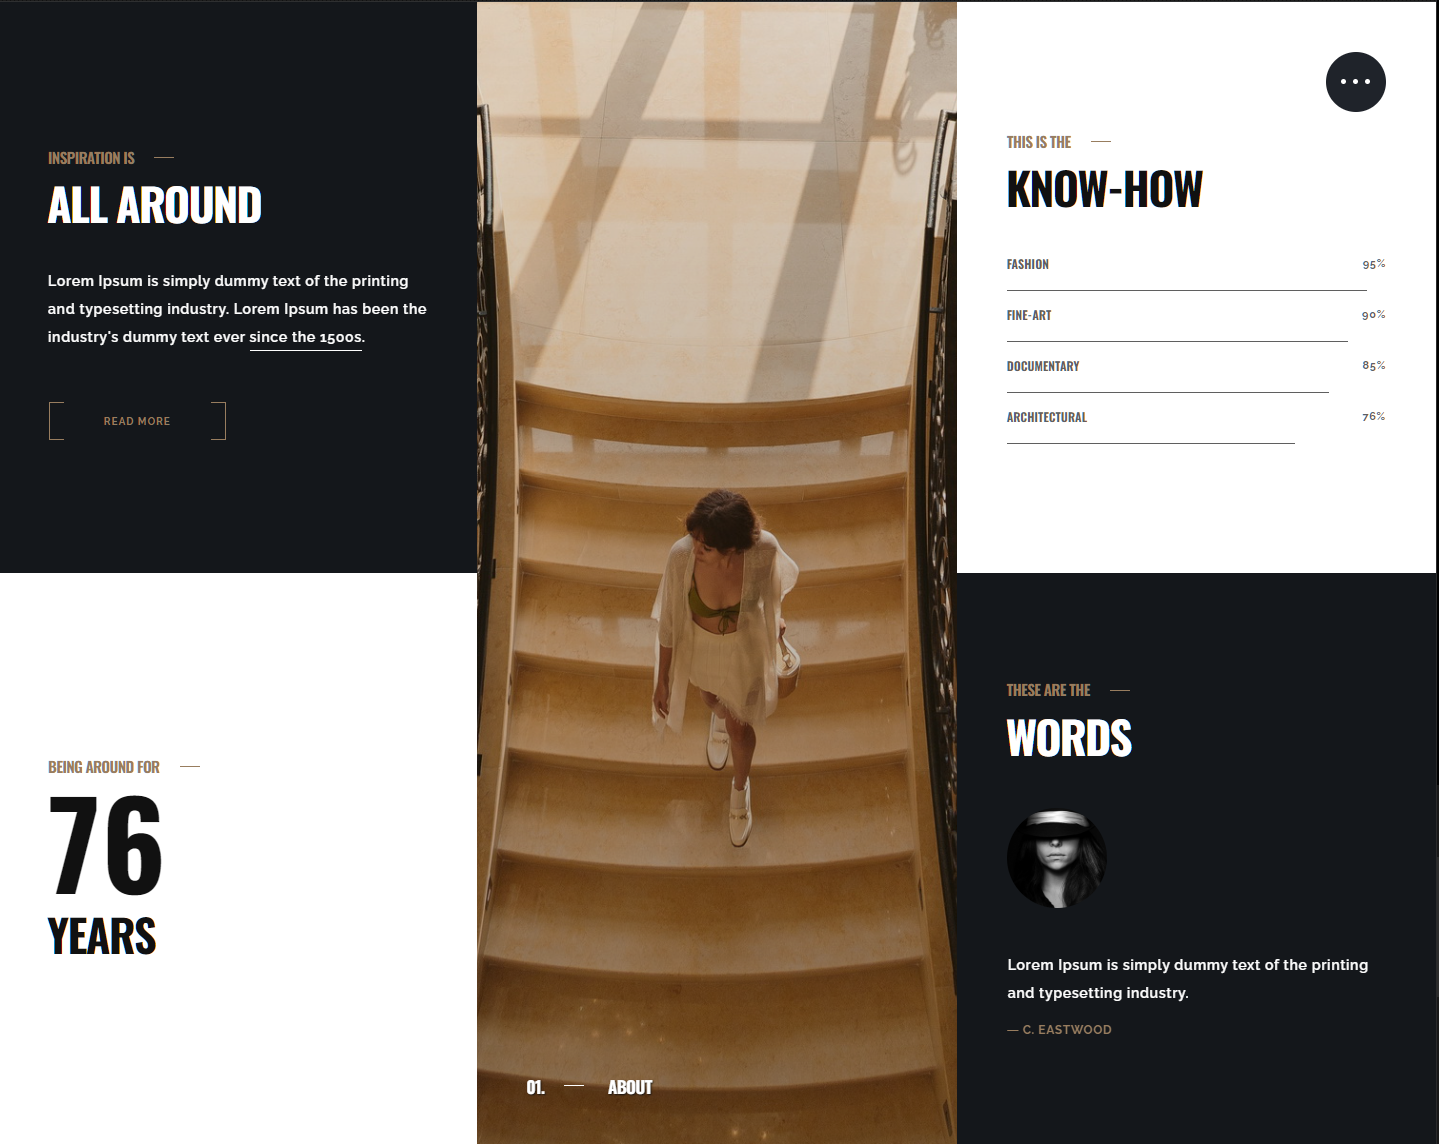 INSPIRATION IS
ALL AROUND
Lorem Ipsum is simply dummy text of the printing
and typesetting industry. Lorem Ipsum has been the
industry's dummy text ever since the 1500s.
READ MORE
BEING AROUND FOR
76
YEARS
01. — ABOUT
THIS IS THE
KNOW-HOW
FASHION 95%
FINE-ART 90%
DOCUMENTARY 85%
ARCHITECTURAL 76%
THESE ARE THE
WORDS
Lorem Ipsum is simply dummy text of the printing
and typesetting industry.
— C. EASTWOOD